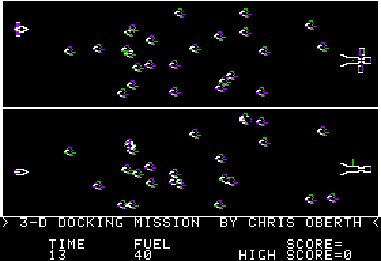 > 3-D DOCKING MISSION BY CHRIS OBERTH <
TIME FUEL SCORE=
13 40 HIGH SCORE=0